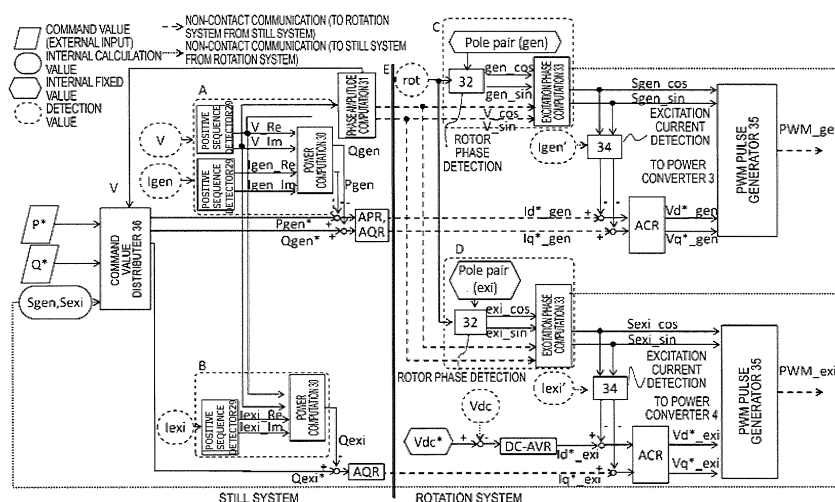 COMMAND VALUE
(EXTERNAL INPUT)
INTERNAL CALCULATION
VALUE
INTERNAL FIXED
VALUE
DETECTION
VALUE
NON-CONTACT COMMUNICATION (TO ROTATION
SYSTEM FROM STILL SYSTEM)
NON-CONTACT COMMUNICATION (TO STILL SYSTEM
FROM ROTATION SYSTEM)
A
V
Igen
POSITIVE
SEQUENCE
DETECTOR29
POSITIVE
SEQUENCE
DETECTOR29
V_Re
V_Im
Igen_Re
Igen_Im
POWER
COMPUTATION 30
PHASE AMPLITUDE
COMPUTATION 31
Qgen
Pgen
V
P*
Q*
Sgen,Sexi
COMMAND
VALUE
DISTRIBUTER 36
Pgen*
Qgen*
+
-
+
-
APR,
AQR
B
Iexi
POSITIVE
SEQUENCE
DETECTOR29
Iexi_Re
Iexi_Im
POWER
COMPUTATION 30
Qexi
Qexi*
+
-
AQR
STILL SYSTEM
E
C
rot
Pole pair (gen)
32
gen_cos
gen_sin
V_cos
V_sin
EXCITATION PHASE
COMPUTATION 33
ROTOR
PHASE
DETECTION
Igen'
34
Sgen_cos
Sgen_sin
EXCITATION
CURRENT
DETECTION
TO POWER
CONVERTER 3
Id*_gen
Iq*_gen
+
-
+
-
ACR
Vd*_gen
Vq*_gen
PWM PULSE
GENERATOR 35
PWM_ge
D
Pole pair
(exi)
32
exi_cos
exi_sin
EXCITATION PHASE
COMPUTATION 33
ROTOR PHASE DETECTION
Iexi'
34
Sexi_cos
Sexi_sin
EXCITATION
CURRENT
DETECTION
TO POWER
CONVERTER 4
Vdc
Vdc*
+
-
DC-AVR
Id*_exi
Iq*_exi
+
-
+
-
ACR
Vd*_exi
Vq*_exi
PWM PULSE
GENERATOR 35
PWM_exi
ROTATION SYSTEM